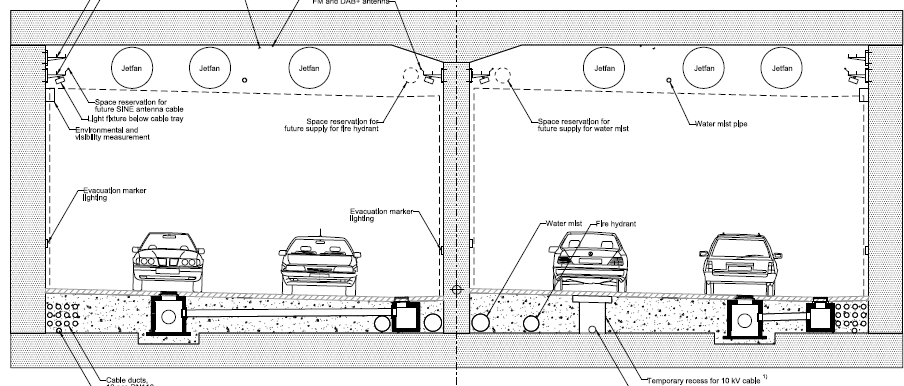 FM and DAB+ antenna
Jetfan
Jetfan
Jetfan
Jetfan
Jetfan
Jetfan
Space reservation for
future SINE antenna cable
Light fixture below cable tray
Environmental and
visibility measurement
Space reservation for
future supply for fire hydrant
Space reservation for
future supply for water mist
Water mist pipe
Evacuation marker
lighting
Evacuation marker
lighting
Water mist
Fire hydrant
Cable ducts,
Temporary recess for 10 kV cable 1)